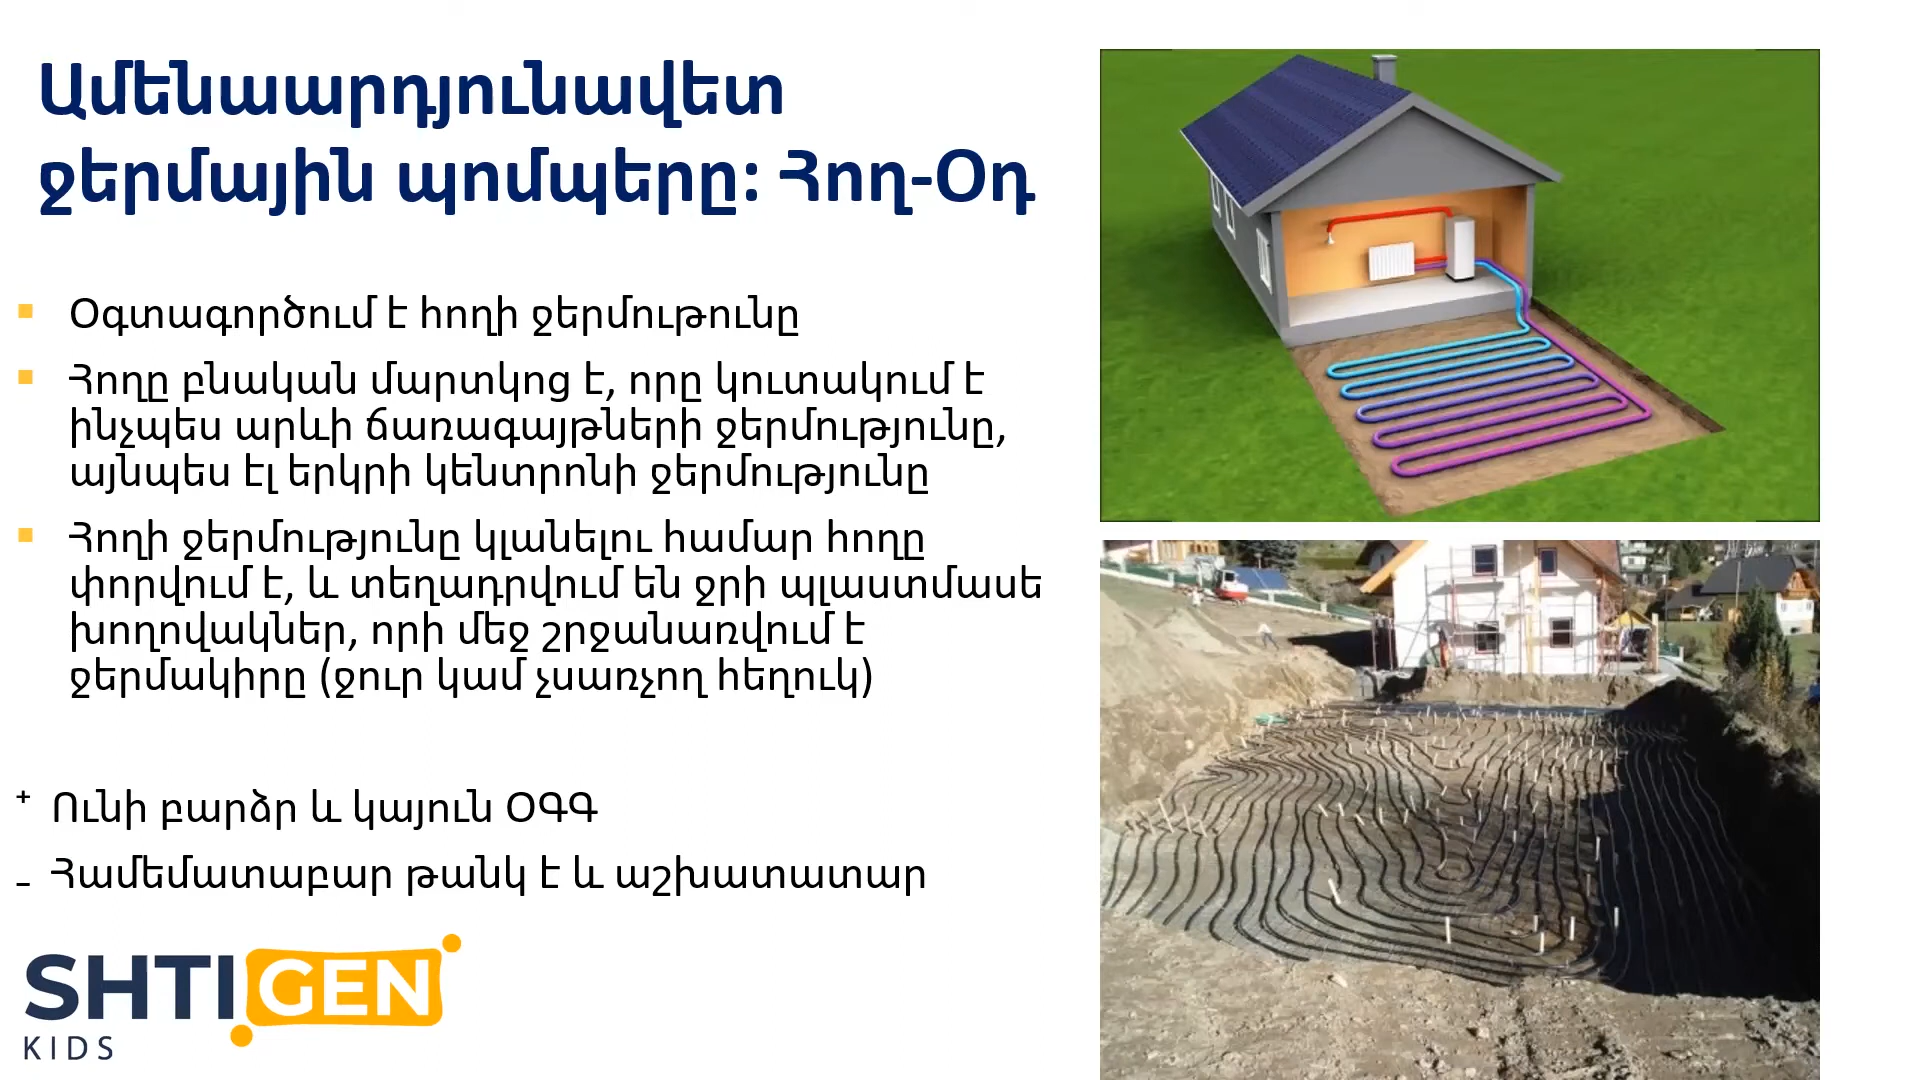 Ամենաարդյունավետ
ջերմային պոմպերը: Հող-Օդ
▪ Օգտագործում է հողի ջերմութունը
▪ Հողը բնական մարտկոց է, որը կուտակում է
ինչպես արևի ճառագայթների ջերմությունը,
այնպես էլ երկրի կենտրոնի ջերմությունը
▪ Հողի ջերմությունը կլանելու համար հողը
փորվում է, և տեղադրվում են ջրի պլաստմասե
խողովակներ, որի մեջ շրջանառվում է
ջերմակիրը (ջուր կամ չսառչող հեղուկ)
+ Ունի բարձր և կայուն ՕԳԳ
– Համեմատաբար թանկ է և աշխատատար
SHTIGEN
KIDS